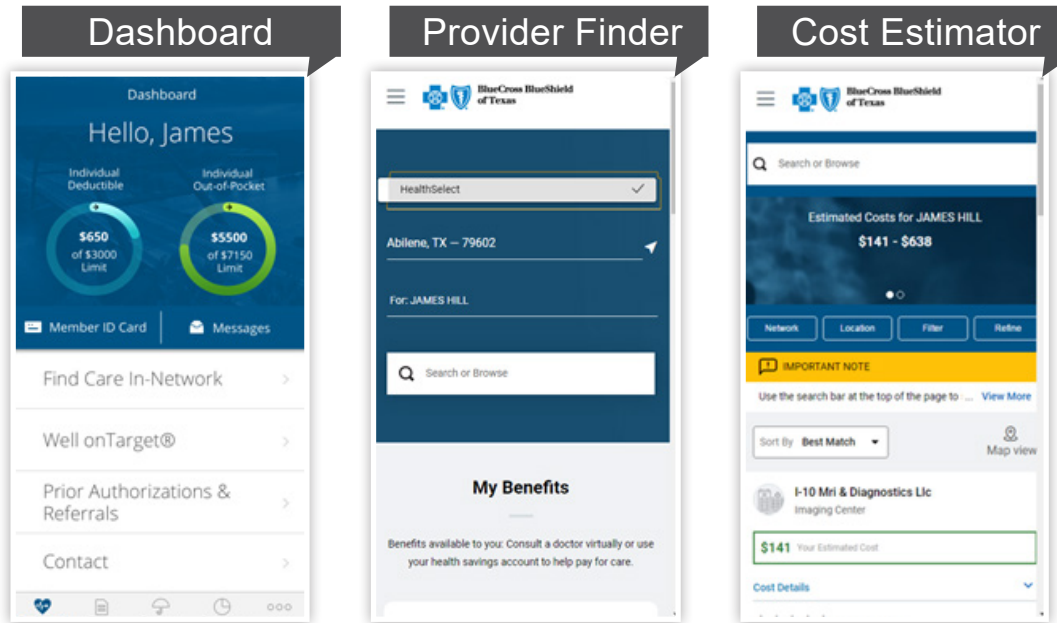 Dashboard
Dashboard
Hello, James
Individual
Deductible
$650
of $3000
Limit
Individual
Out-of-Pocket
$5500
of $7150
Limit
Member ID Card
Messages
Find Care In-Network
Well onTarget®
Prior Authorizations &
Referrals
Contact
Provider Finder
BlueCross BlueShield
of Texas
HealthSelect
Abilene, TX — 79602
For: JAMES HILL
Search or Browse
My Benefits
Benefits available to you: Consult a doctor virtually or use
your health savings account to help pay for care.
Cost Estimator
BlueCross BlueShield
of Texas
Search or Browse
Estimated Costs for JAMES HILL
$141 - $638
Network
Location
Filter
Refine
IMPORTANT NOTE
Use the search bar at the top of the page to ... View More
Sort By Best Match
Map view
I-10 Mri & Diagnostics Llc
Imaging Center
$141 Your Estimated Cost
Cost Details